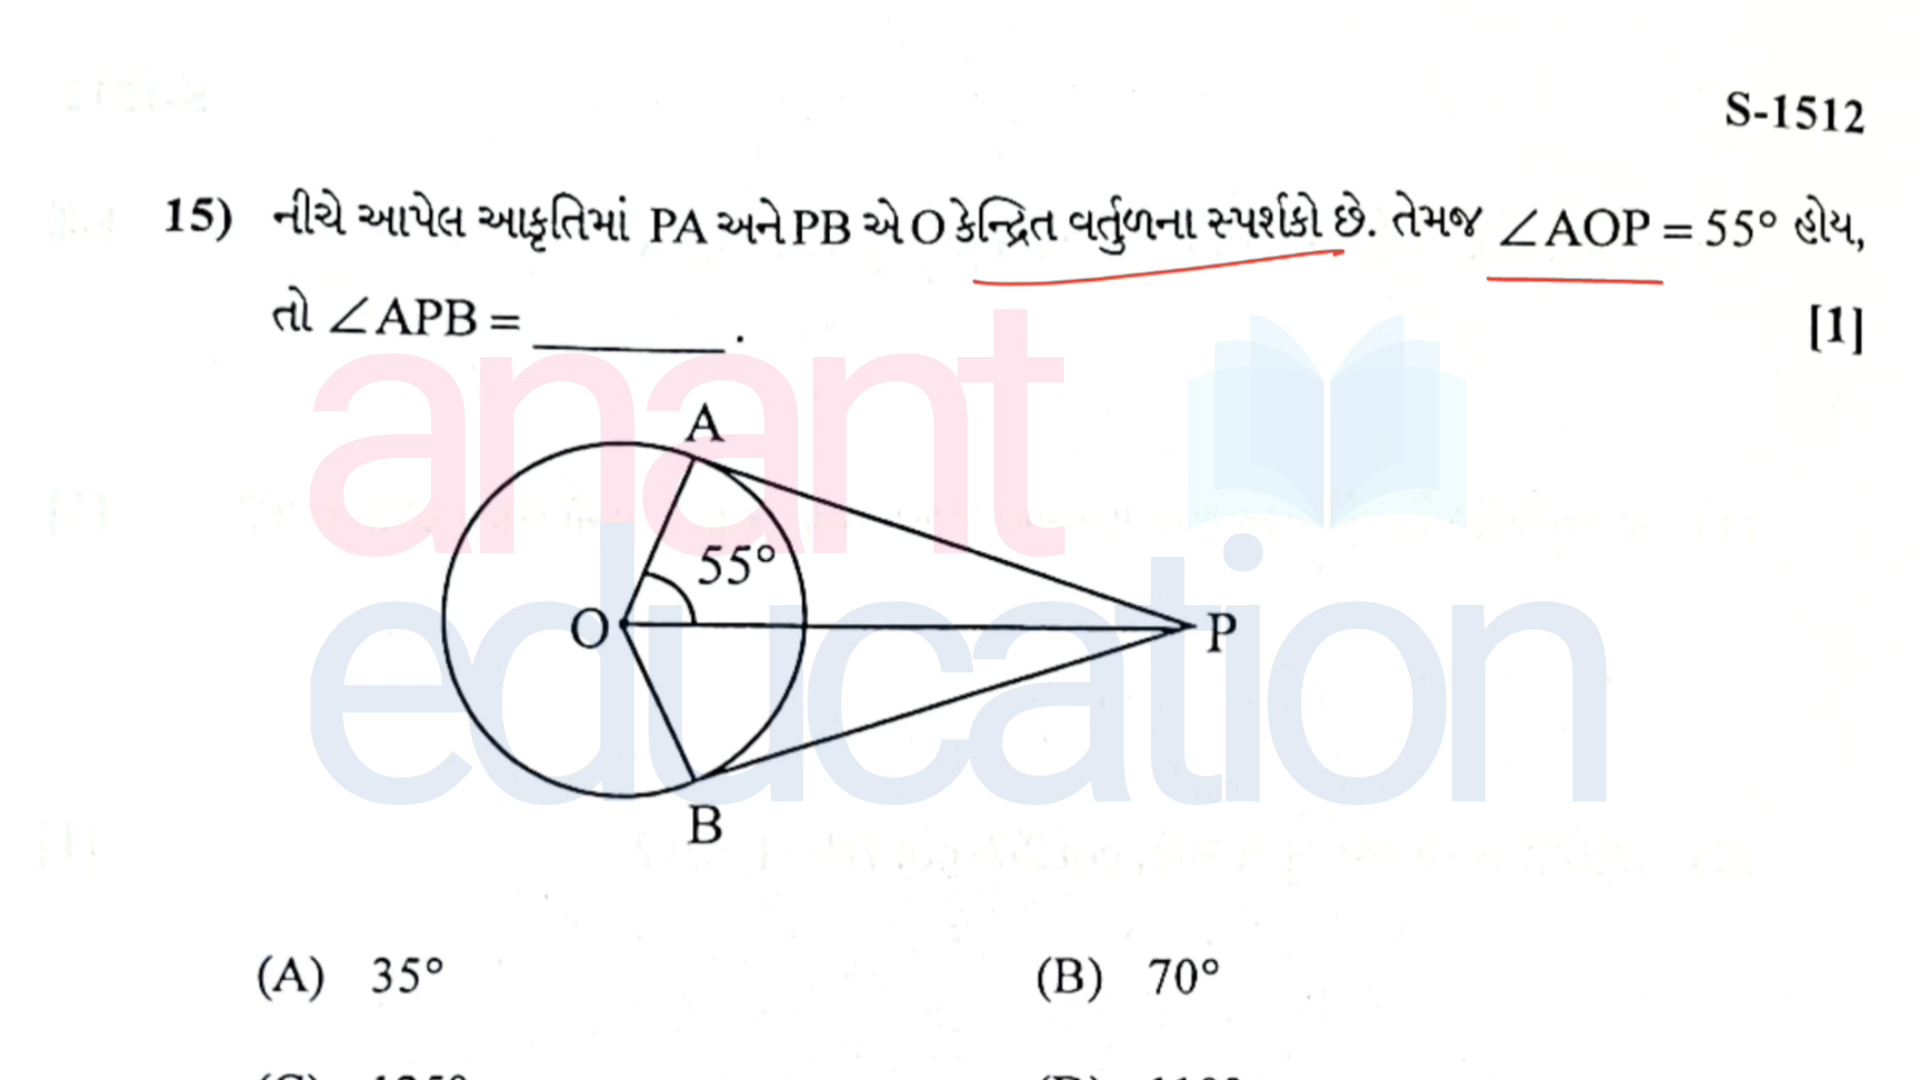 S-1512
15) નીચે આપેલ આકૃતિમાં PA અને PB એ O કેન્દ્રિત વર્તુળના સ્પર્શકો છે. તેમજ ∠AOP = 55° હોય,
તો ∠APB = ________ .
[1]
anant
education
A
55°
O
P
B
(A) 35°
(B) 70°